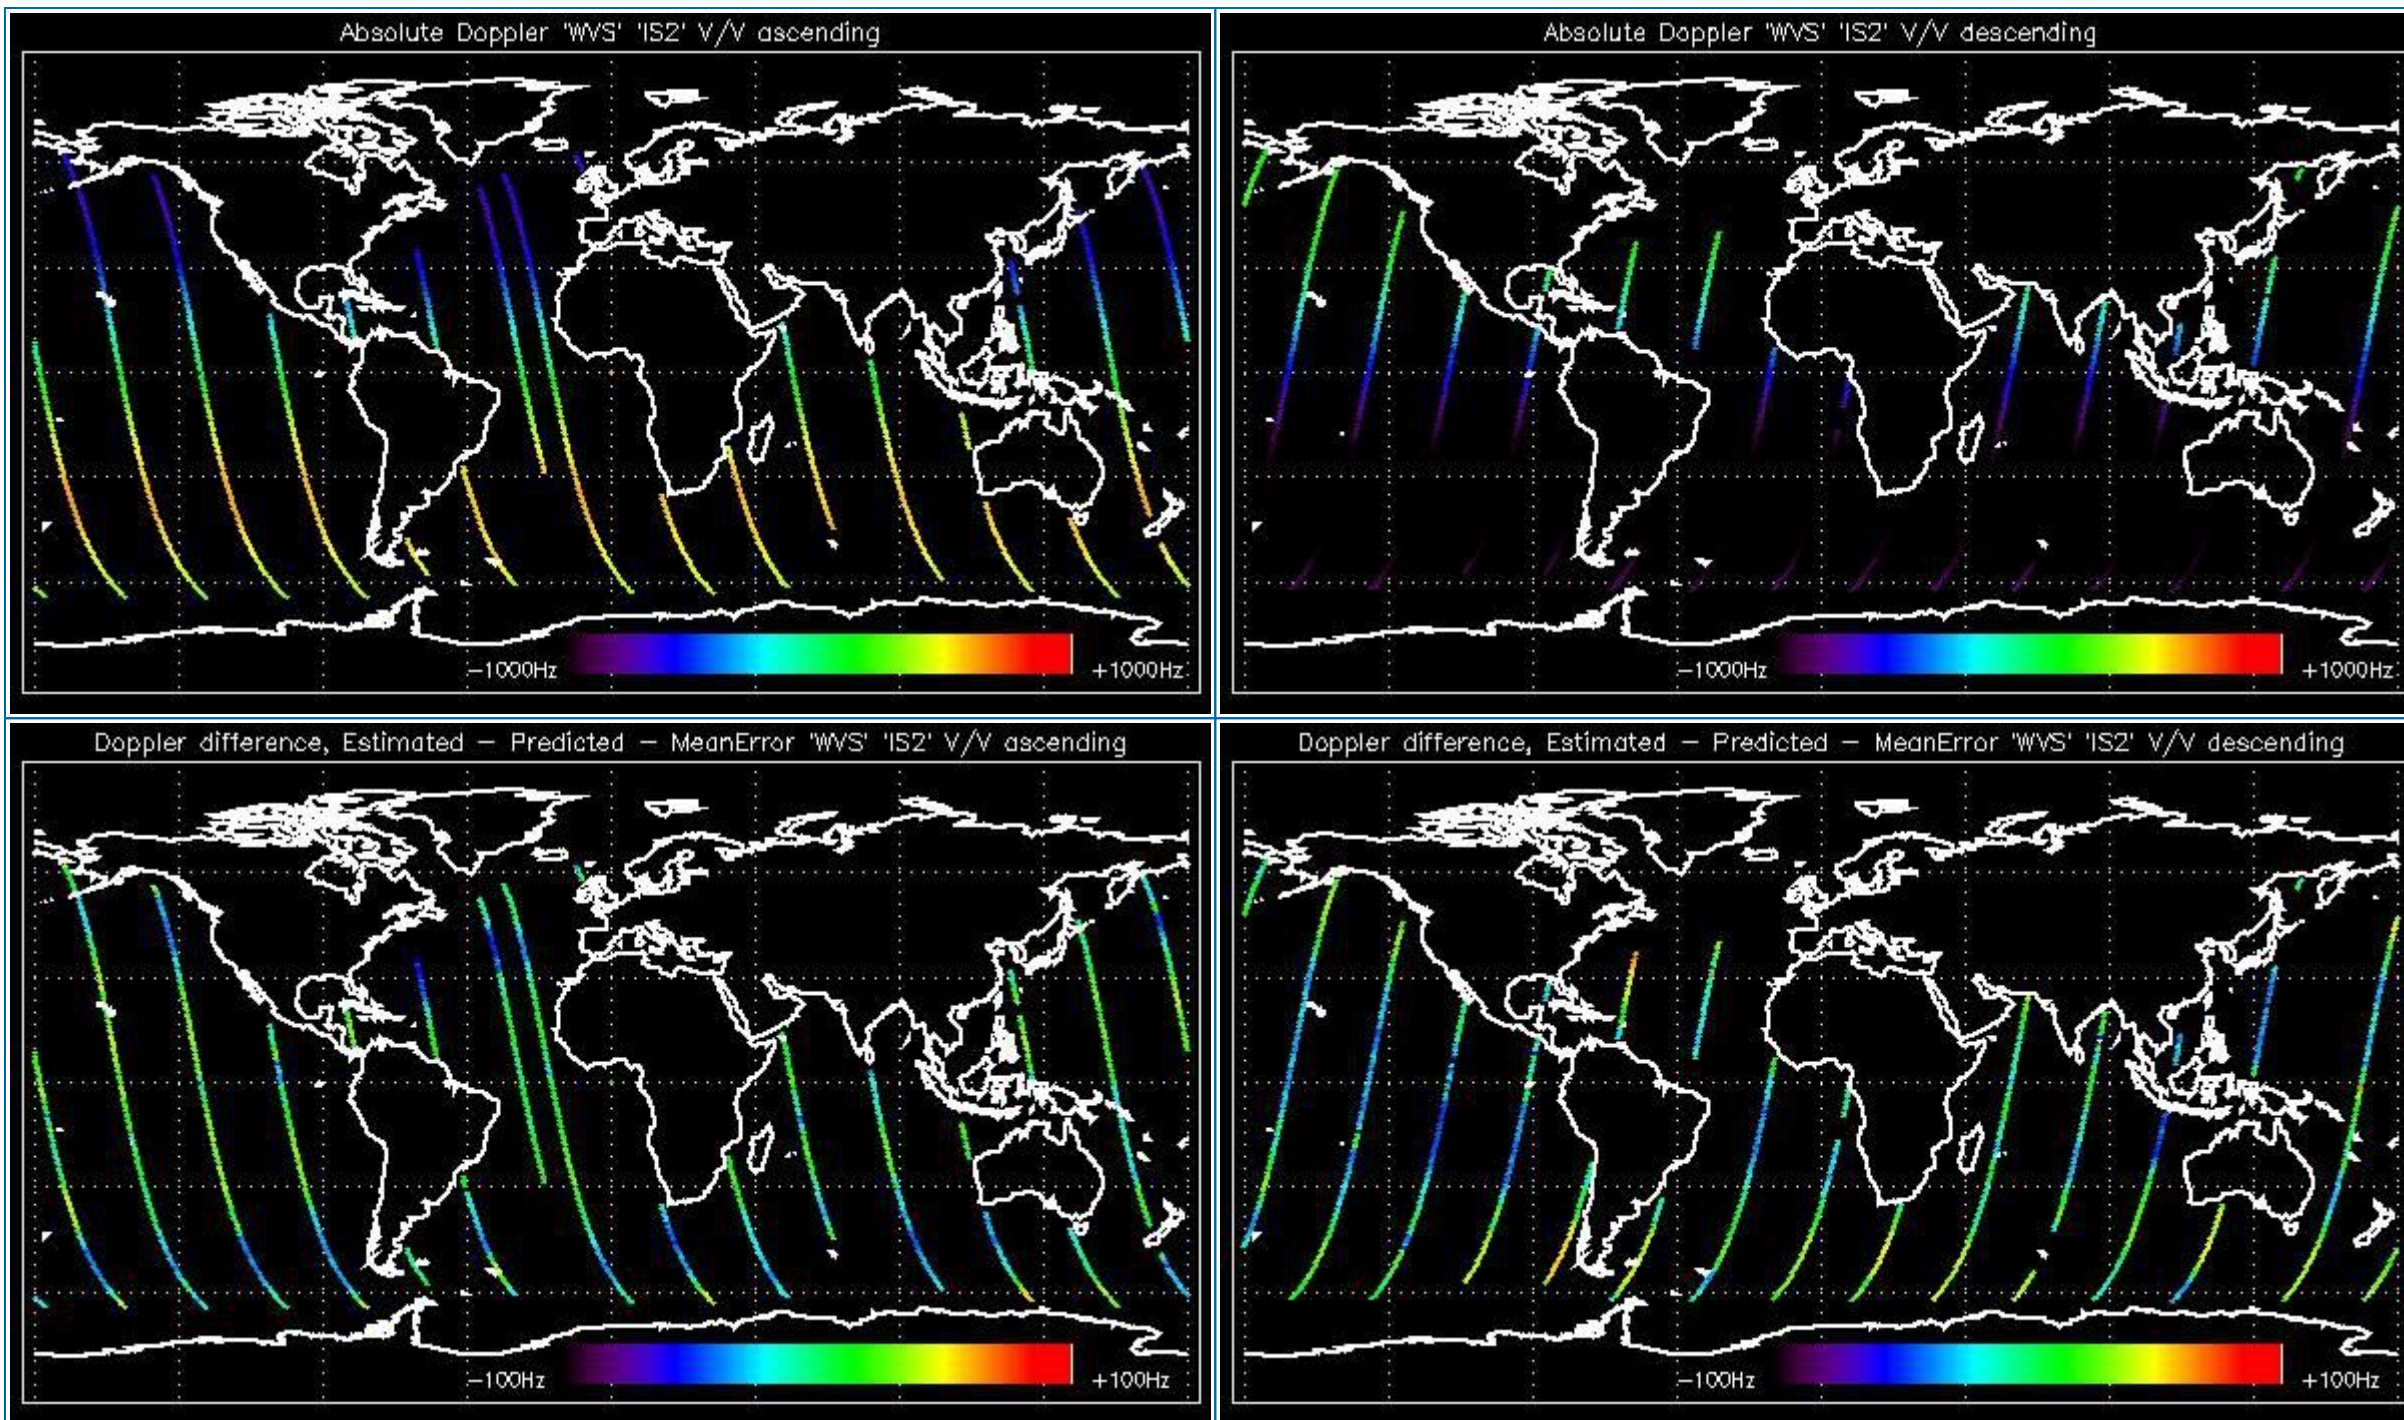 Absolute Doppler 'WVS' 'IS2' V/V ascending
−1000Hz
+1000Hz
Absolute Doppler 'WVS' 'IS2' V/V descending
−1000Hz
+1000Hz
Doppler difference, Estimated − Predicted − MeanError 'WVS' 'IS2' V/V ascending
−100Hz
+100Hz
Doppler difference, Estimated − Predicted − MeanError 'WVS' 'IS2' V/V descending
−100Hz
+100Hz